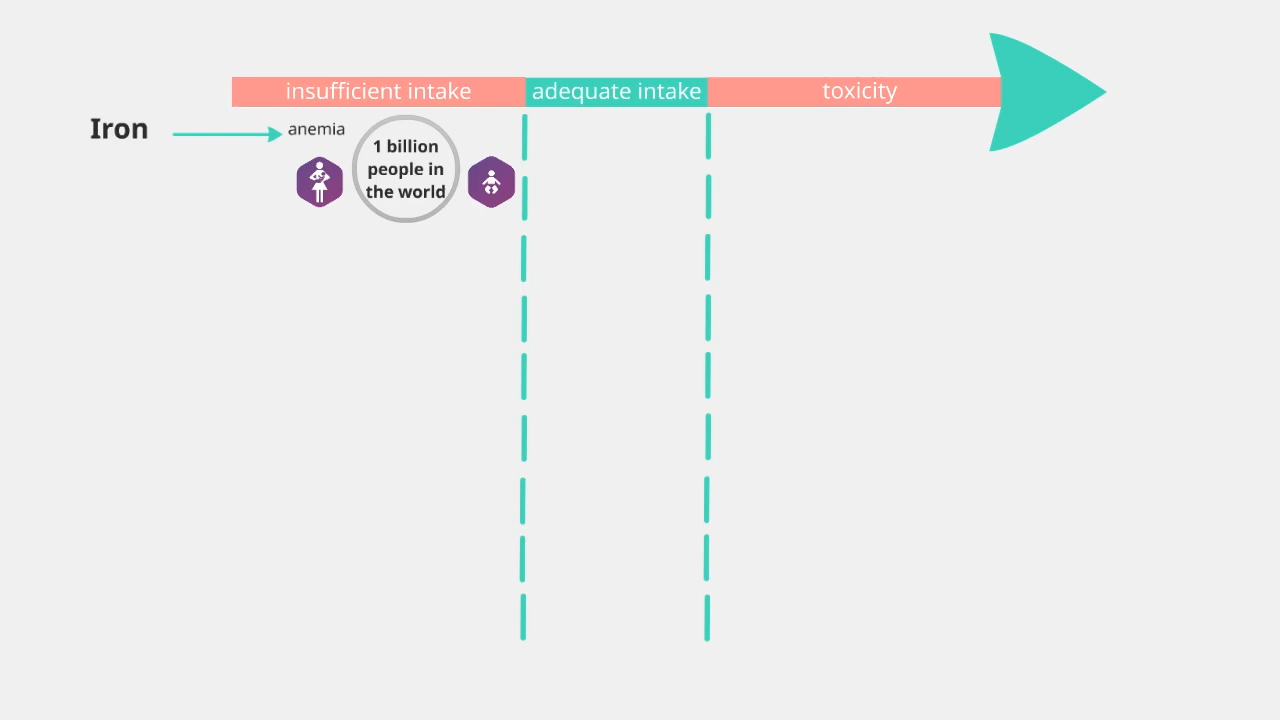 insufficient intake adequate intake toxicity
Iron
anemia
1 billion
people in
the world